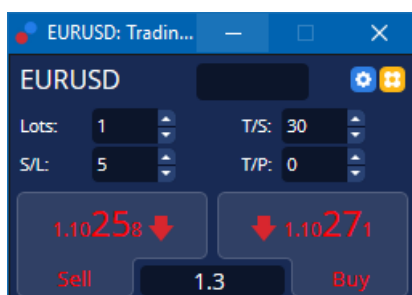 EURUSD: Tradin...
EURUSD
Lots: 1 T/S: 30
S/L: 5 T/P: 0
1.10258 1.10271
Sell 1.3 Buy